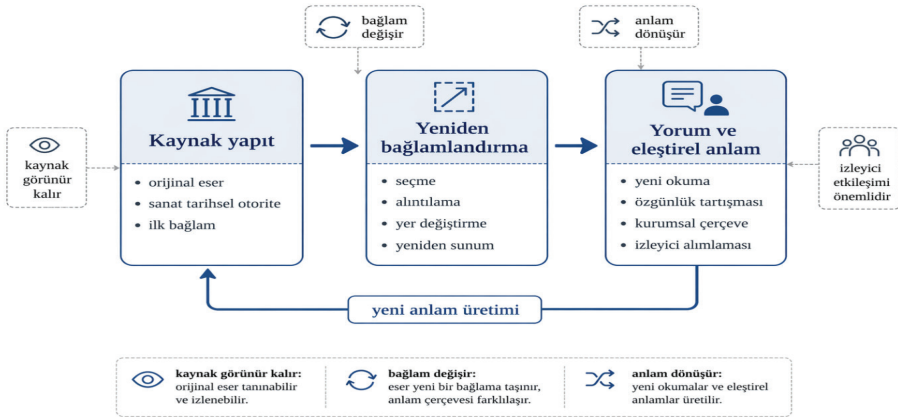 bağlam
değişir
anlam
dönüşür
Kaynak yapıt
Yeniden
bağlamlandırma
Yorum ve
eleştirel anlam
kaynak
görünür
kalır
• orijinal eser
• sanat tarihsel otorite
• ilk bağlam
• seçme
• alıntılama
• yer değiştirme
• yeniden sunum
• yeni okuma
• özgünlük tartışması
• kurumsal çerçeve
• izleyici alımlaması
izleyici
etkileşimi
önemlidir
yeni anlam üretimi
kaynak görünür kalır:
orijinal eser tanınabilir
ve izlenebilir.
bağlam değişir:
eser yeni bir bağlama taşınır,
anlam çerçevesi farklılaşır.
anlam dönüşür:
yeni okumalar ve eleştirel
anlamlar üretilir.